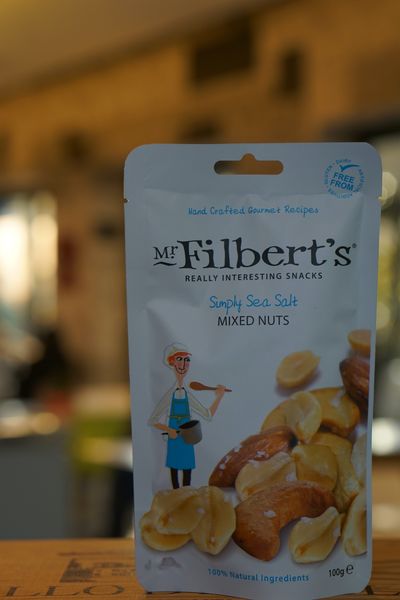 Hand Crafted Gourmet Recipes
FREE
FROM
Mr Filbert's
REALLY INTERESTING SNACKS
Simply Sea Salt
MIXED NUTS
100% Natural Ingredients
100g e